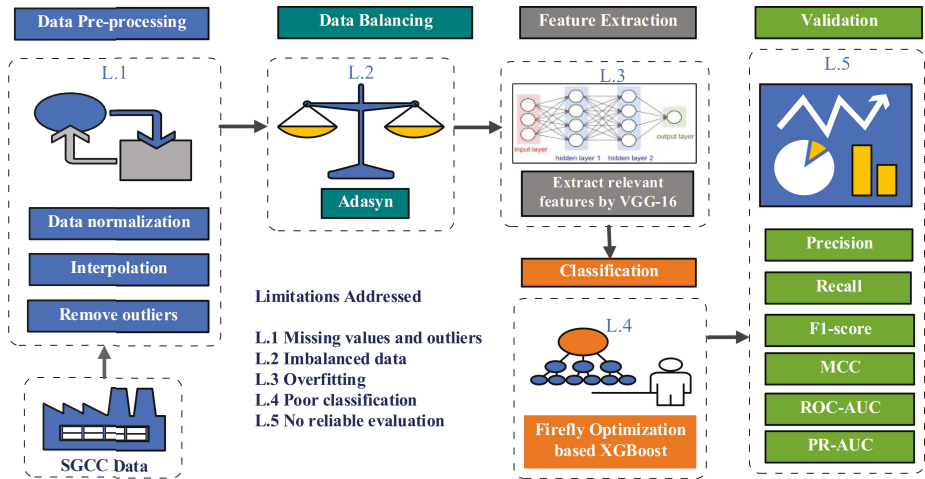 Data Pre-processing
Data Balancing
Feature Extraction
Validation
L.1
Data normalization
Interpolation
Remove outliers
SGCC Data
L.2
Adasyn
L.3
input layer
hidden layer 1
hidden layer 2
output layer
Extract relevant
features by VGG-16
Classification
L.4
Firefly Optimization
based XGBoost
Limitations Addressed
L.1 Missing values and outliers
L.2 Imbalanced data
L.3 Overfitting
L.4 Poor classification
L.5 No reliable evaluation
L.5
Precision
Recall
F1-score
MCC
ROC-AUC
PR-AUC